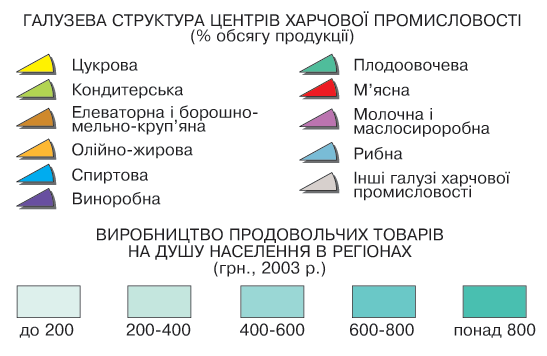 ГАЛУЗЕВА СТРУКТУРА ЦЕНТРІВ ХАРЧОВОЇ ПРОМИСЛОВОСТІ
(% обсягу продукції)
Цукрова
Кондитерська
Елеваторна і борошно-
мельно-круп’яна
Олійно-жирова
Спиртова
Виноробна
Плодоовочева
М’ясна
Молочна і
маслосироробна
Рибна
Інші галузі харчової
промисловості
ВИРОБНИЦТВО ПРОДОВОЛЬЧИХ ТОВАРІВ
НА ДУШУ НАСЕЛЕННЯ В РЕГІОНАХ
(грн., 2003 р.)
до 200 200-400 400-600 600-800 понад 800